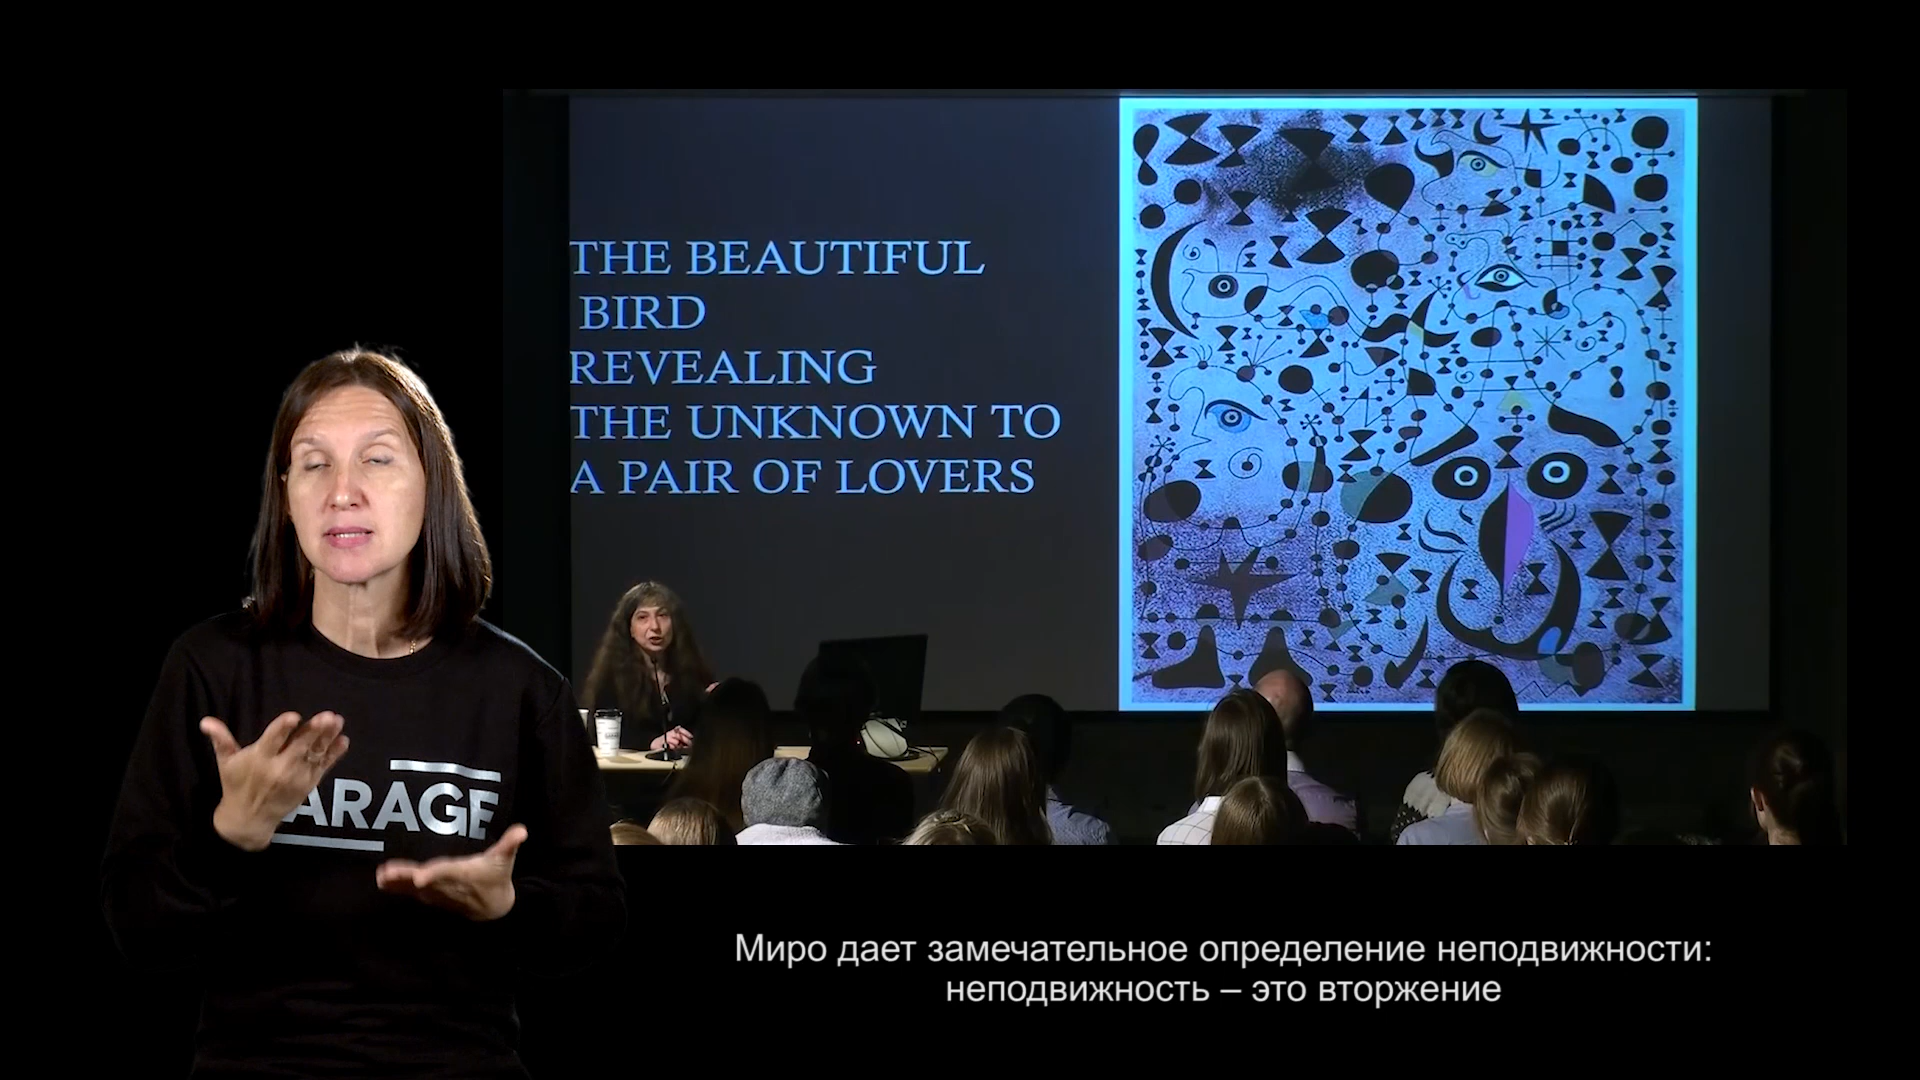 THE BEAUTIFUL
BIRD
REVEALING
THE UNKNOWN TO
A PAIR OF LOVERS
ARAGE
Миро дает замечательное определение неподвижности:
неподвижность – это вторжение